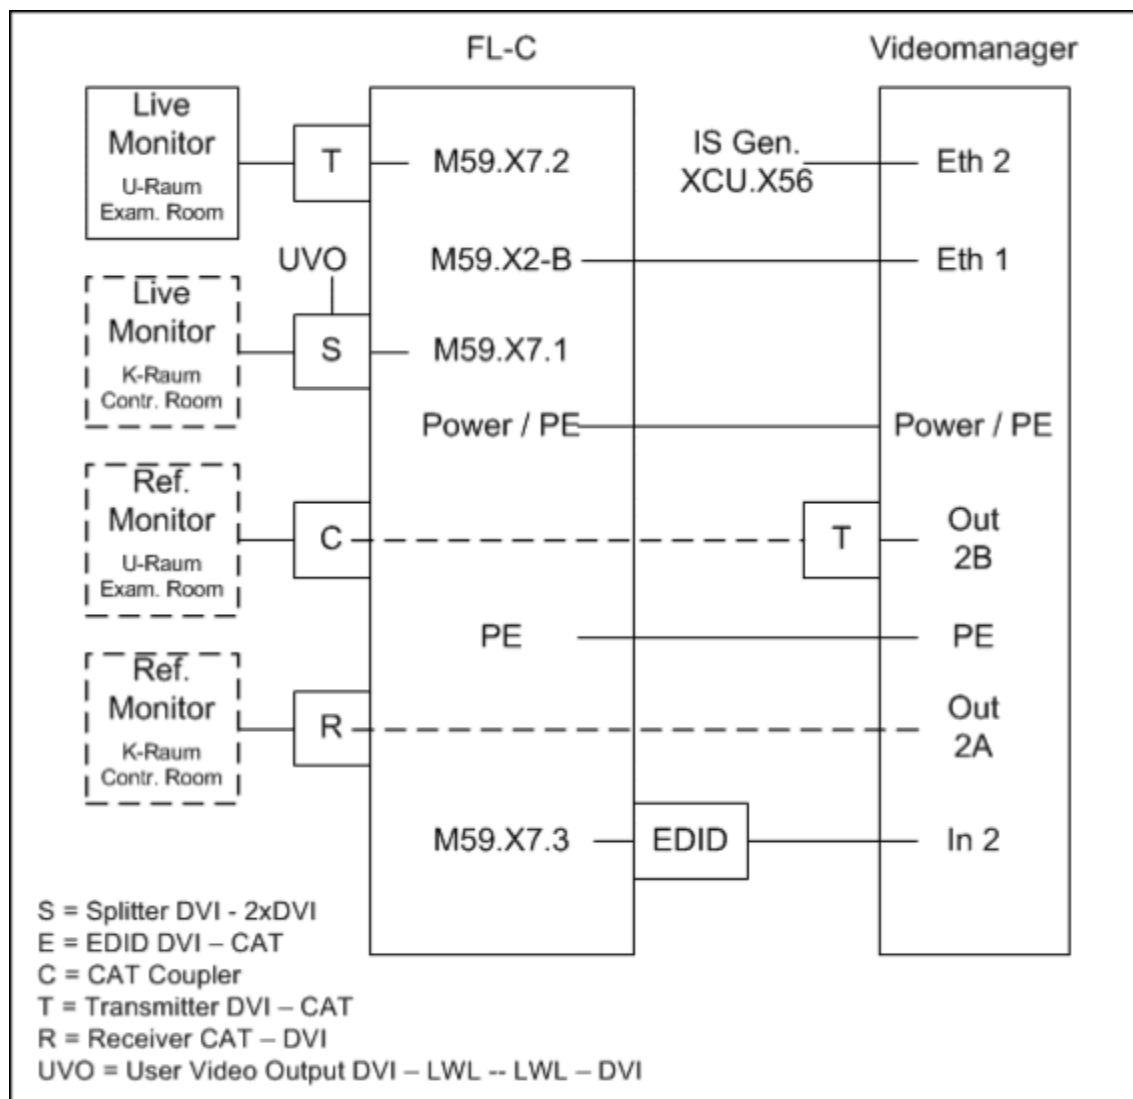 FL-C
Videomanager
Live
Monitor
U-Raum
Exam. Room
T
M59.X7.2
IS Gen.
XCU.X56
Eth 2
UVO
M59.X2-B
Eth 1
Live
Monitor
K-Raum
Contr. Room
S
M59.X7.1
Power / PE
Power / PE
Ref.
Monitor
U-Raum
Exam. Room
C
T
Out
2B
PE
PE
Ref.
Monitor
K-Raum
Contr. Room
R
Out
2A
M59.X7.3
EDID
In 2
S = Splitter DVI - 2xDVI
E = EDID DVI – CAT
C = CAT Coupler
T = Transmitter DVI – CAT
R = Receiver CAT – DVI
UVO = User Video Output DVI – LWL -- LWL – DVI